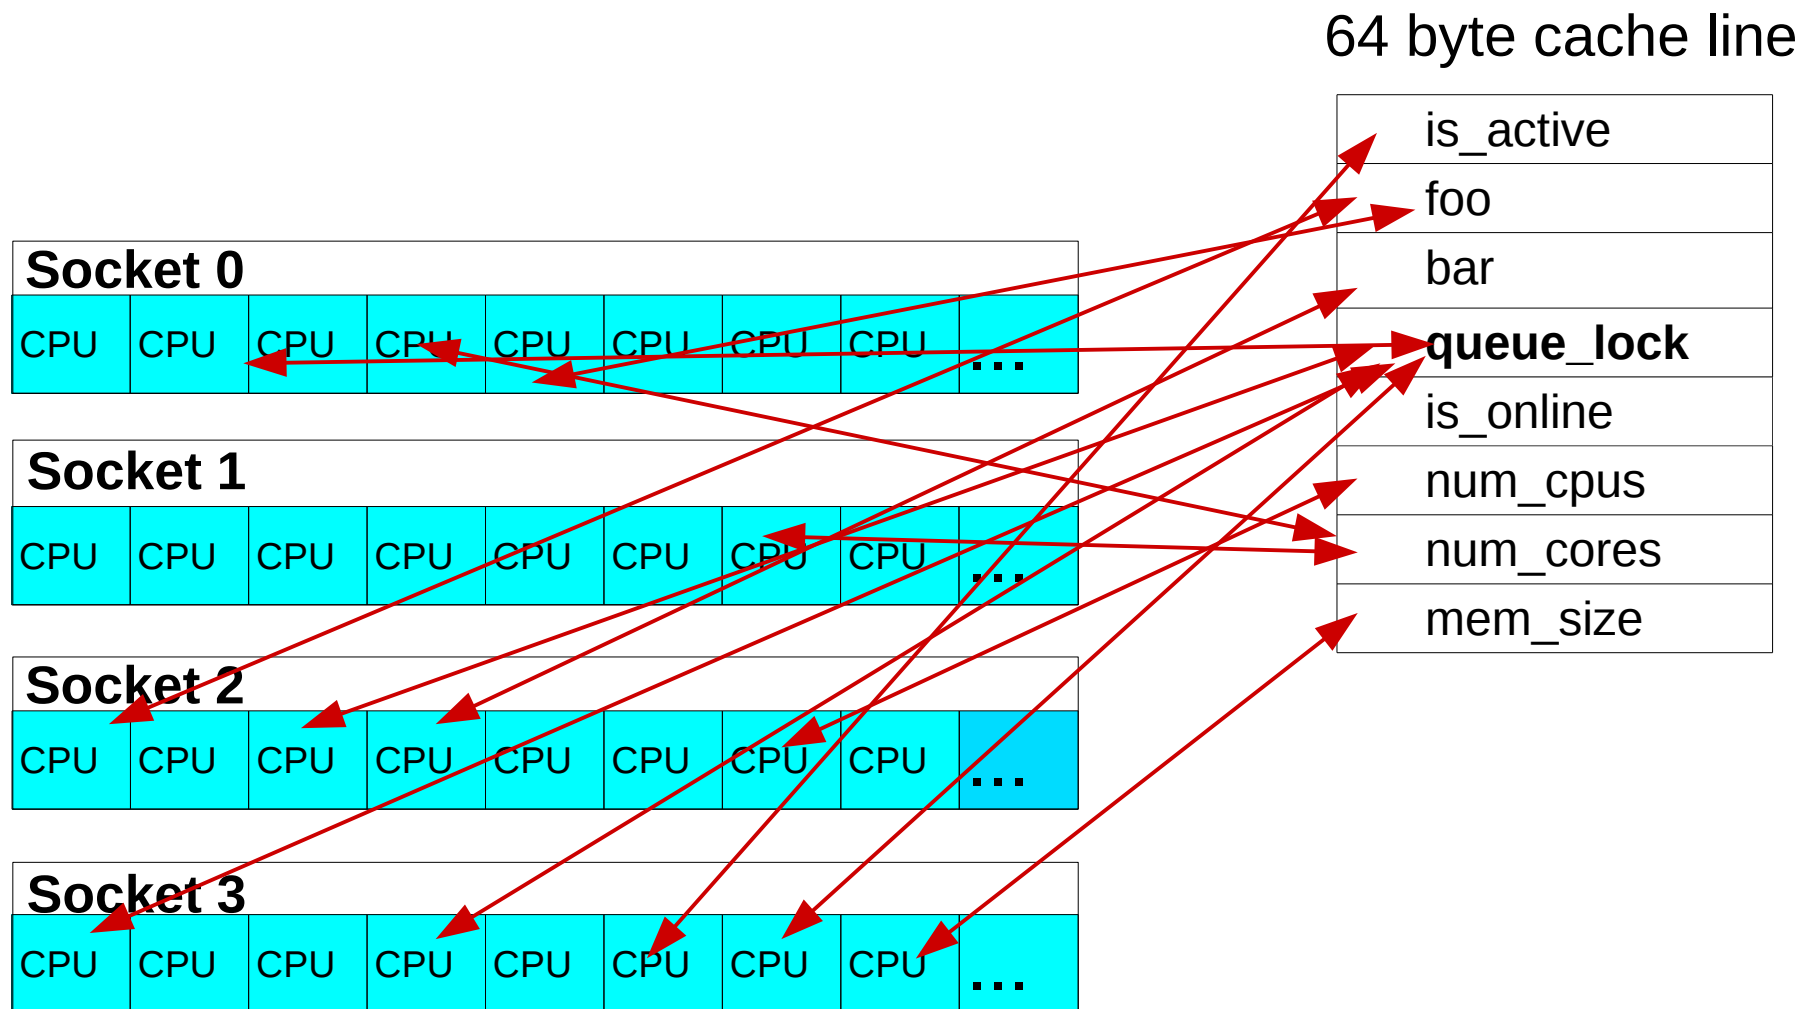 64 byte cache line
is_active
foo
bar
queue_lock
is_online
num_cpus
num_cores
mem_size
Socket 0
CPU CPU CPU CPU CPU CPU CPU CPU ...
Socket 1
CPU CPU CPU CPU CPU CPU CPU CPU ...
Socket 2
CPU CPU CPU CPU CPU CPU CPU CPU ...
Socket 3
CPU CPU CPU CPU CPU CPU CPU CPU ...